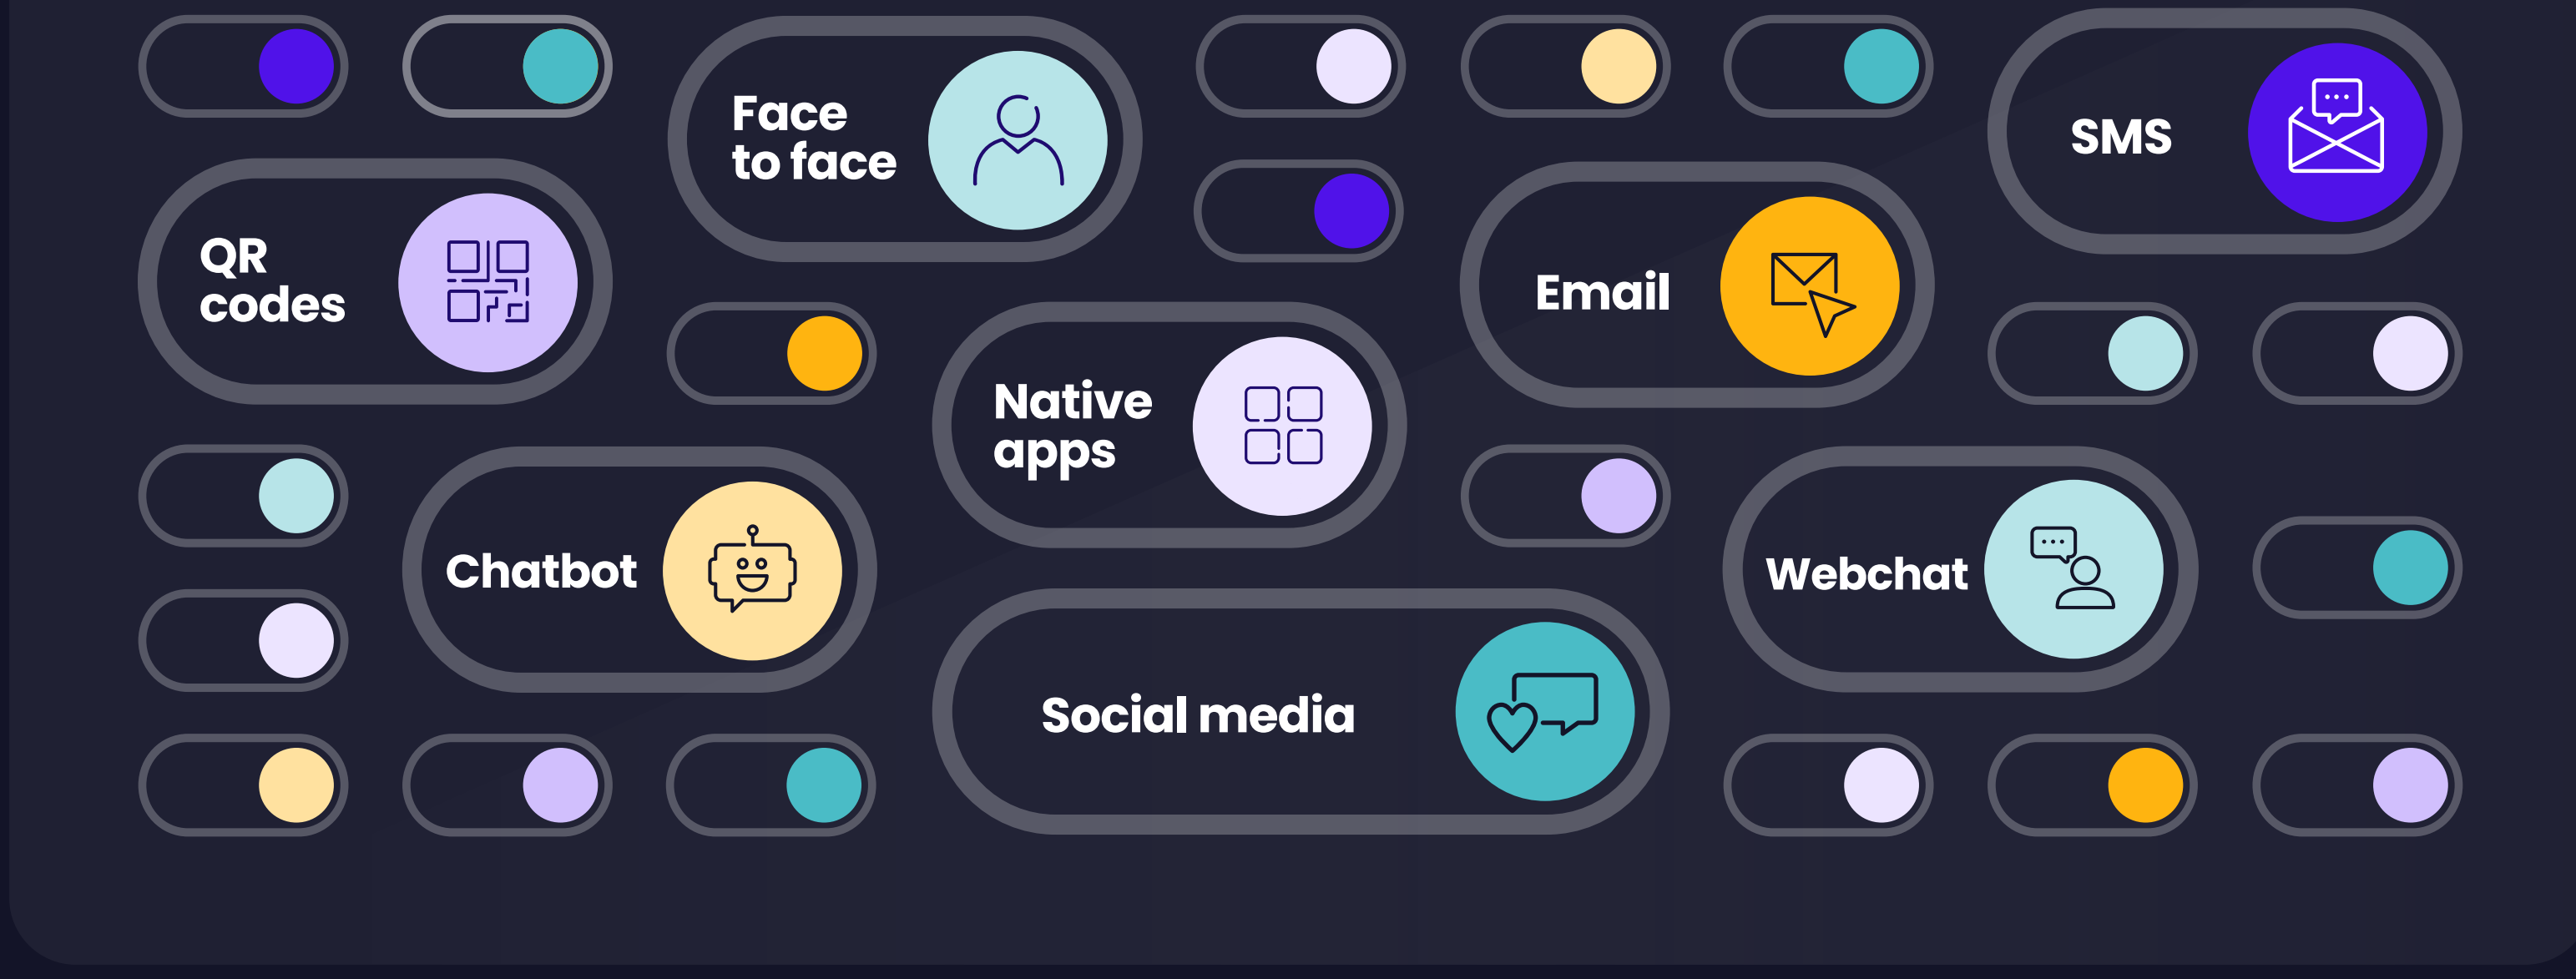 Face
to face
SMS
QR
codes
Email
Native
apps
Chatbot
Webchat
Social media